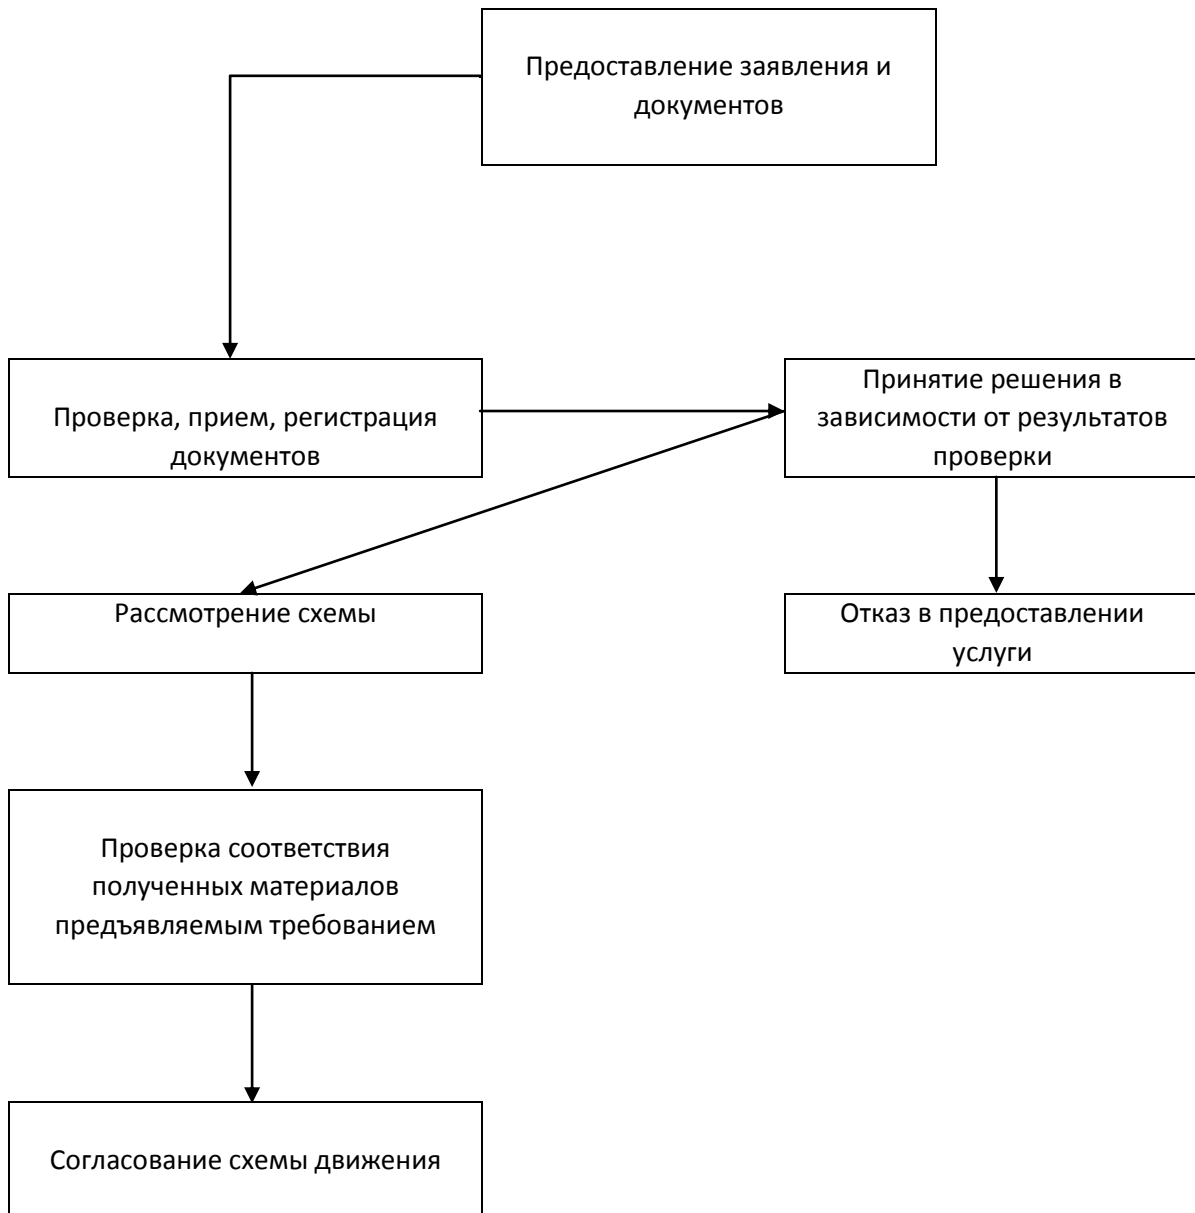 Предоставление заявления и
документов
Проверка, прием, регистрация
документов
Принятие решения в
зависимости от результатов
проверки
Рассмотрение схемы
Отказ в предоставлении
услуги
Проверка соответствия
полученных материалов
предъявляемым требованием
Согласование схемы движения